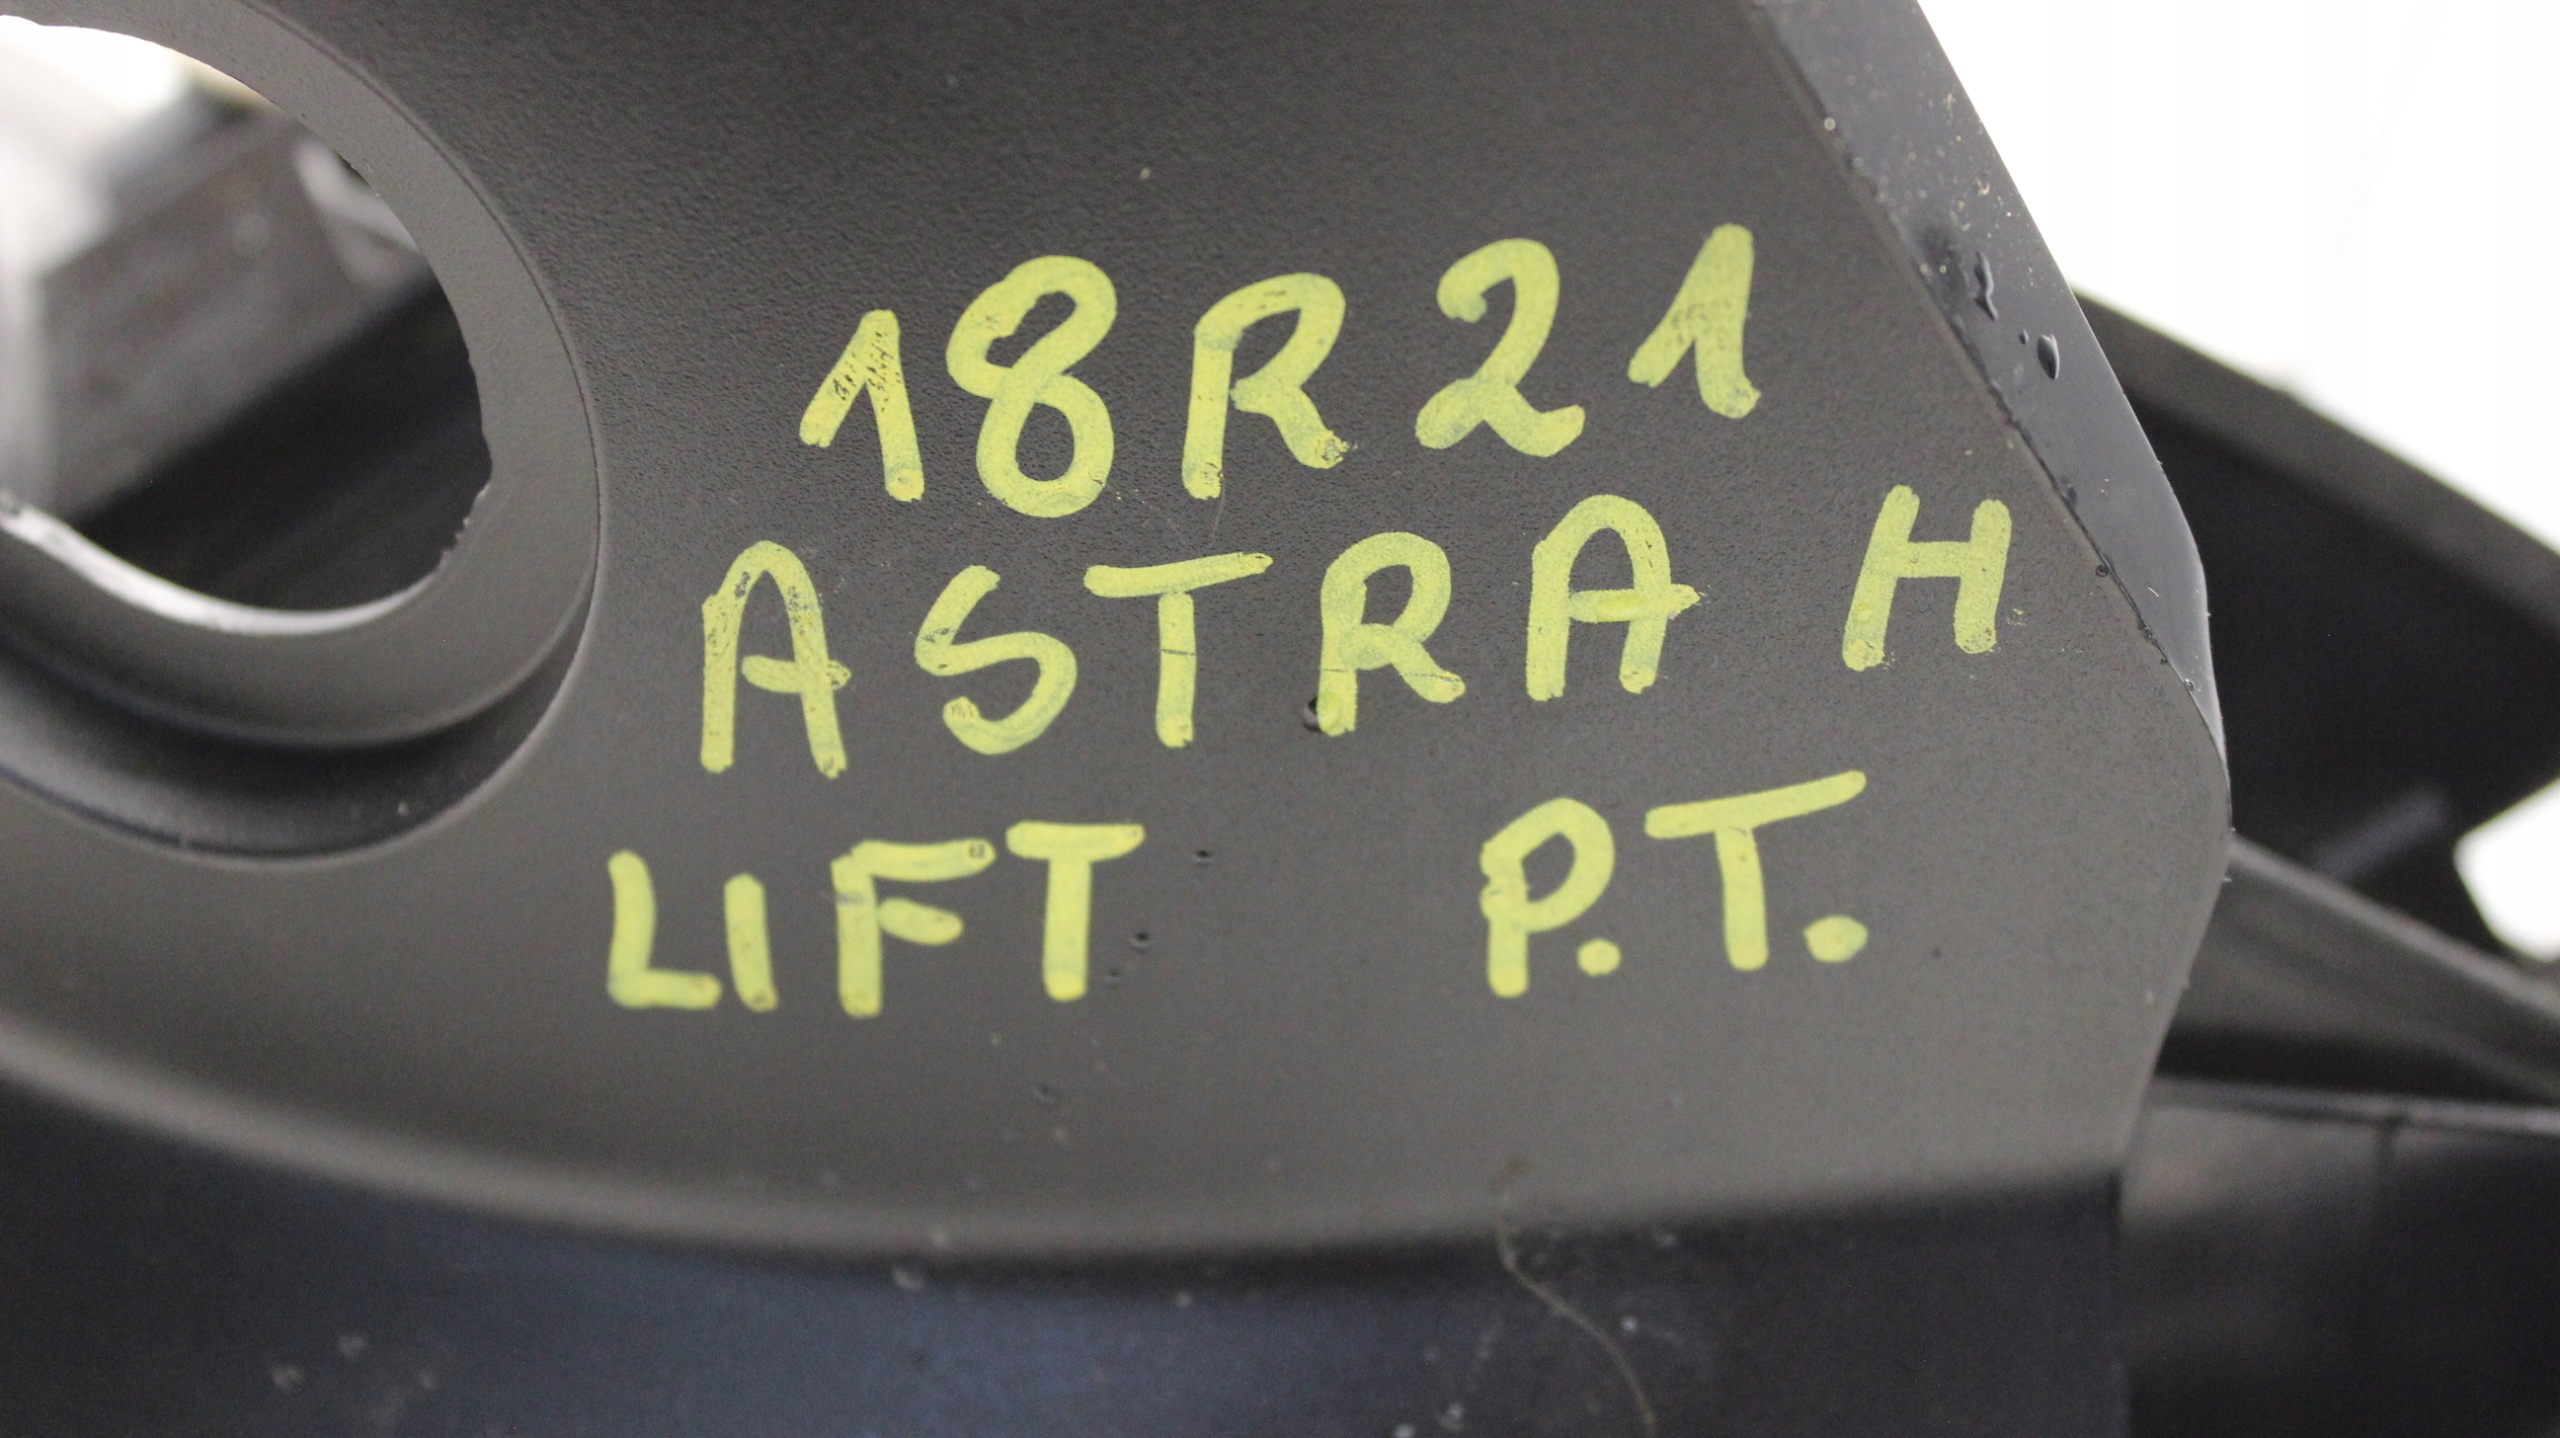 18R21
ASTRA H
LIFT P.T.